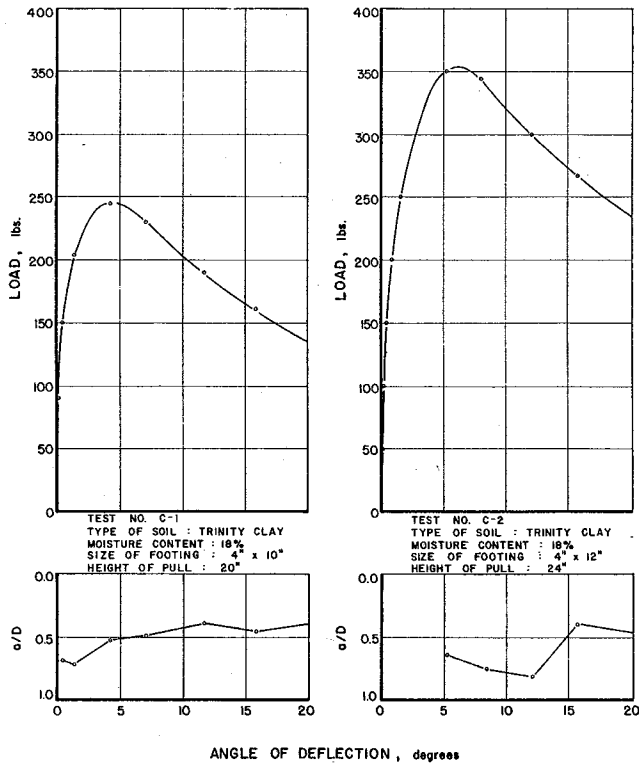 400
350
300
250
200
150
100
50
0
LOAD, lbs.
TEST NO. C-1
TYPE OF SOIL : TRINITY CLAY
MOISTURE CONTENT : 18%
SIZE OF FOOTING : 4" x 10"
HEIGHT OF PULL : 20"
0.0
0.5
1.0
a/D
0 5 10 15 20
400
350
300
250
200
150
100
50
0
LOAD, lbs.
TEST NO. C-2
TYPE OF SOIL : TRINITY CLAY
MOISTURE CONTENT : 18%
SIZE OF FOOTING : 4" x 12"
HEIGHT OF PULL : 24"
0.0
0.5
1.0
a/D
0 5 10 15 20
ANGLE OF DEFLECTION, degrees